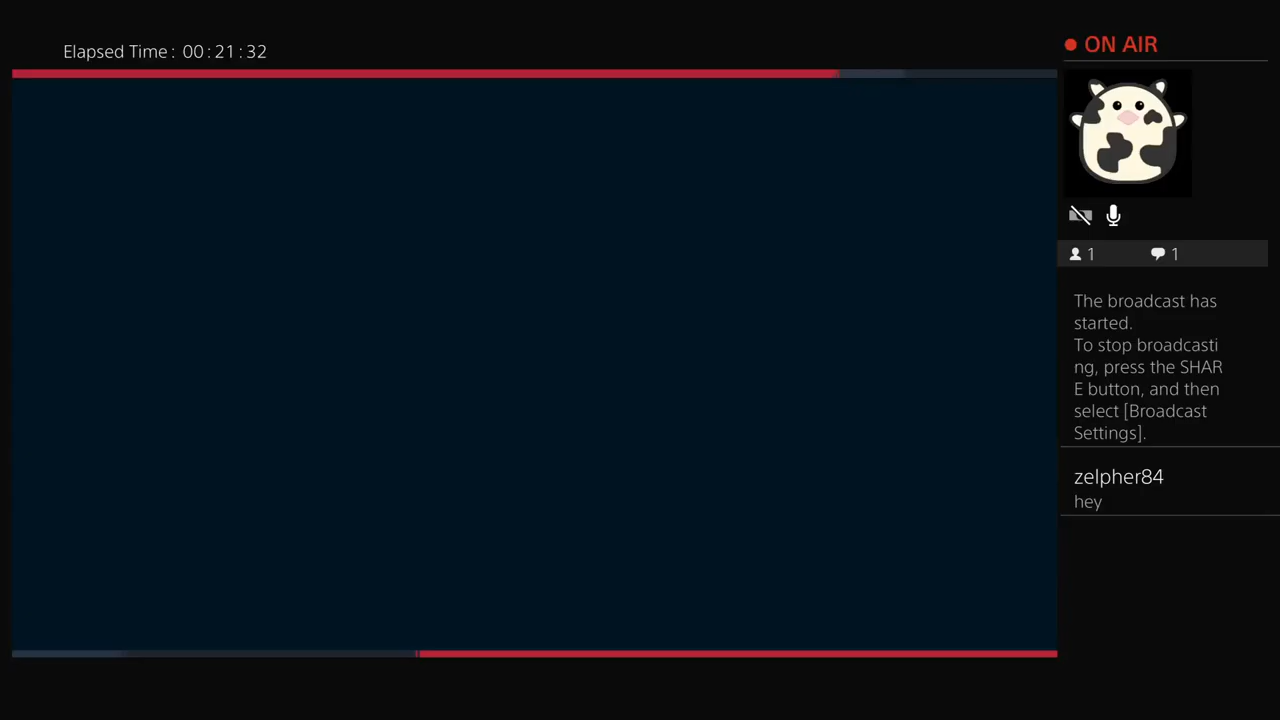 Elapsed Time: 00:21:32
ON AIR
1 1
The broadcast has
started.
To stop broadcasti
ng, press the SHAR
E button, and then
select [Broadcast
Settings].
zelpher84
hey